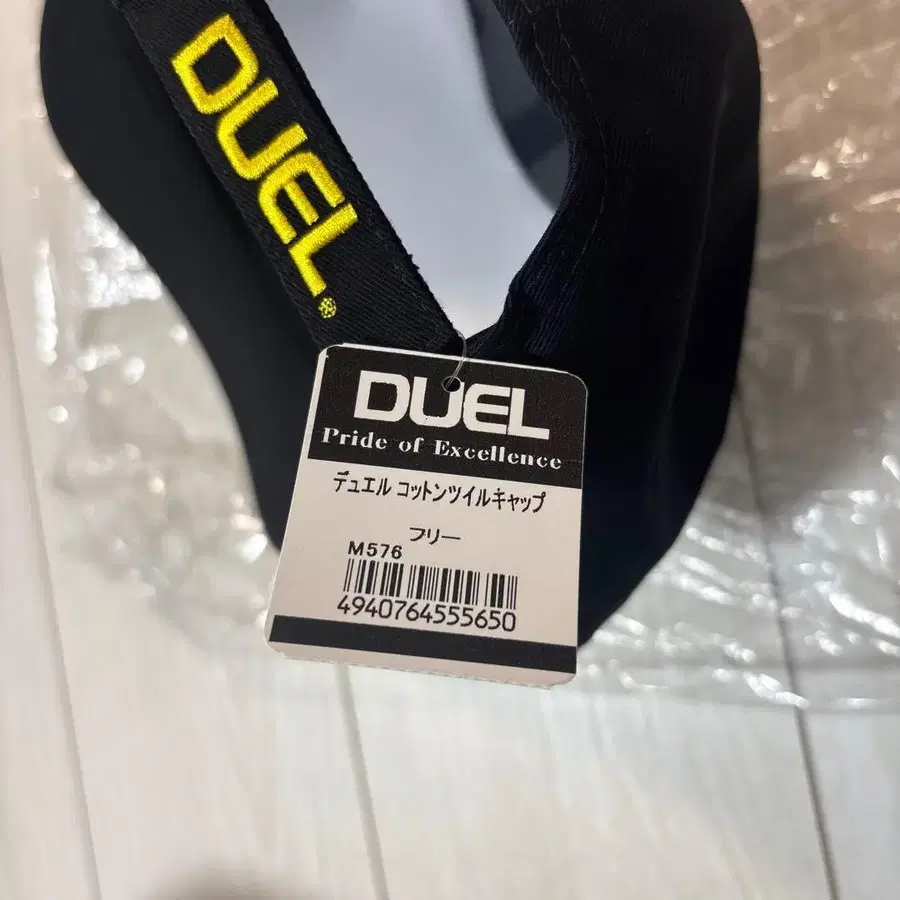 DUEL®
DUEL
Pride of Excellence
デュエル コットンツイルキャップ
フリー
M576
4940764555650